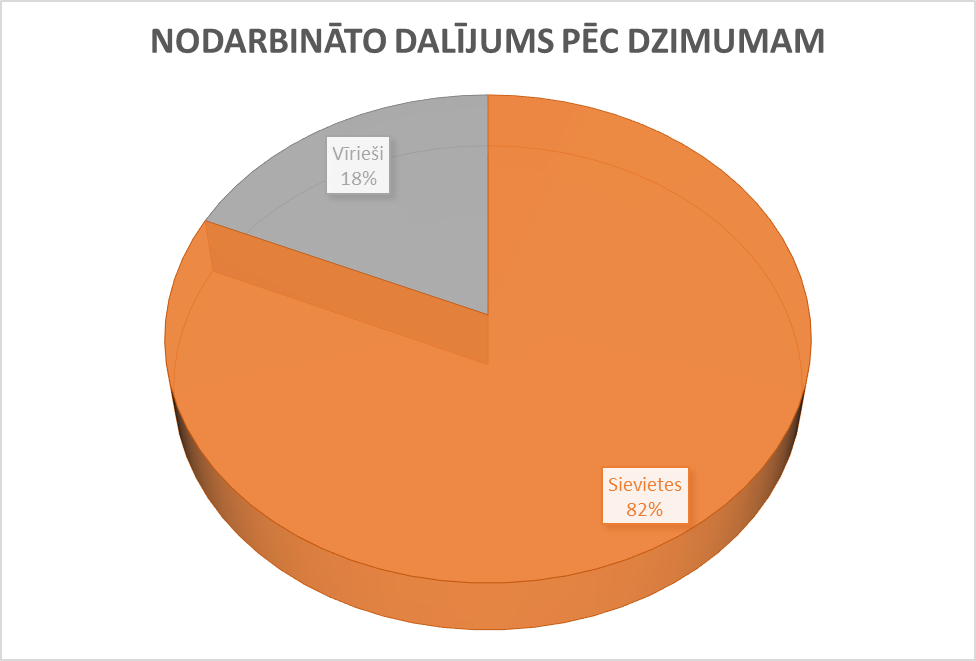 NODARBINĀTO DALĪJUMS PĒC DZIMUMAM
Vīrieši
18%
Sievietes
82%